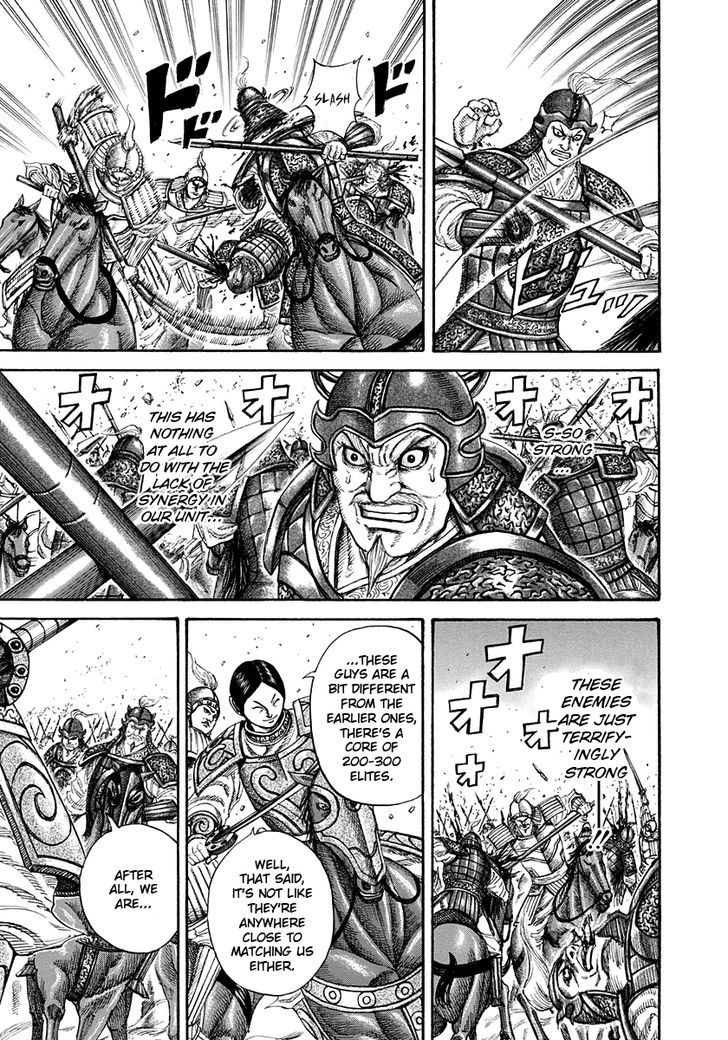 ビュッ
SLASH
ドド
ドド
S-SO
STRONG
....
オオ
オオ
THIS HAS
NOTHING
AT ALL TO
DO WITH THE
LACK OF
SYNERGY IN
OUR UNIT...
THESE
ENEMIES
ARE JUST
TERRIFY-
INGLY
STRONG
!!
オオオオ
...THESE
GUYS ARE A
BIT DIFFERENT
FROM THE
EARLIER ONES,
THERE'S A
CORE OF
200-300
ELITES.
WELL,
THAT SAID,
IT'S NOT LIKE
THEY'RE
ANYWHERE
CLOSE TO
MATCHING US
EITHER.
AFTER
ALL, WE
ARE...